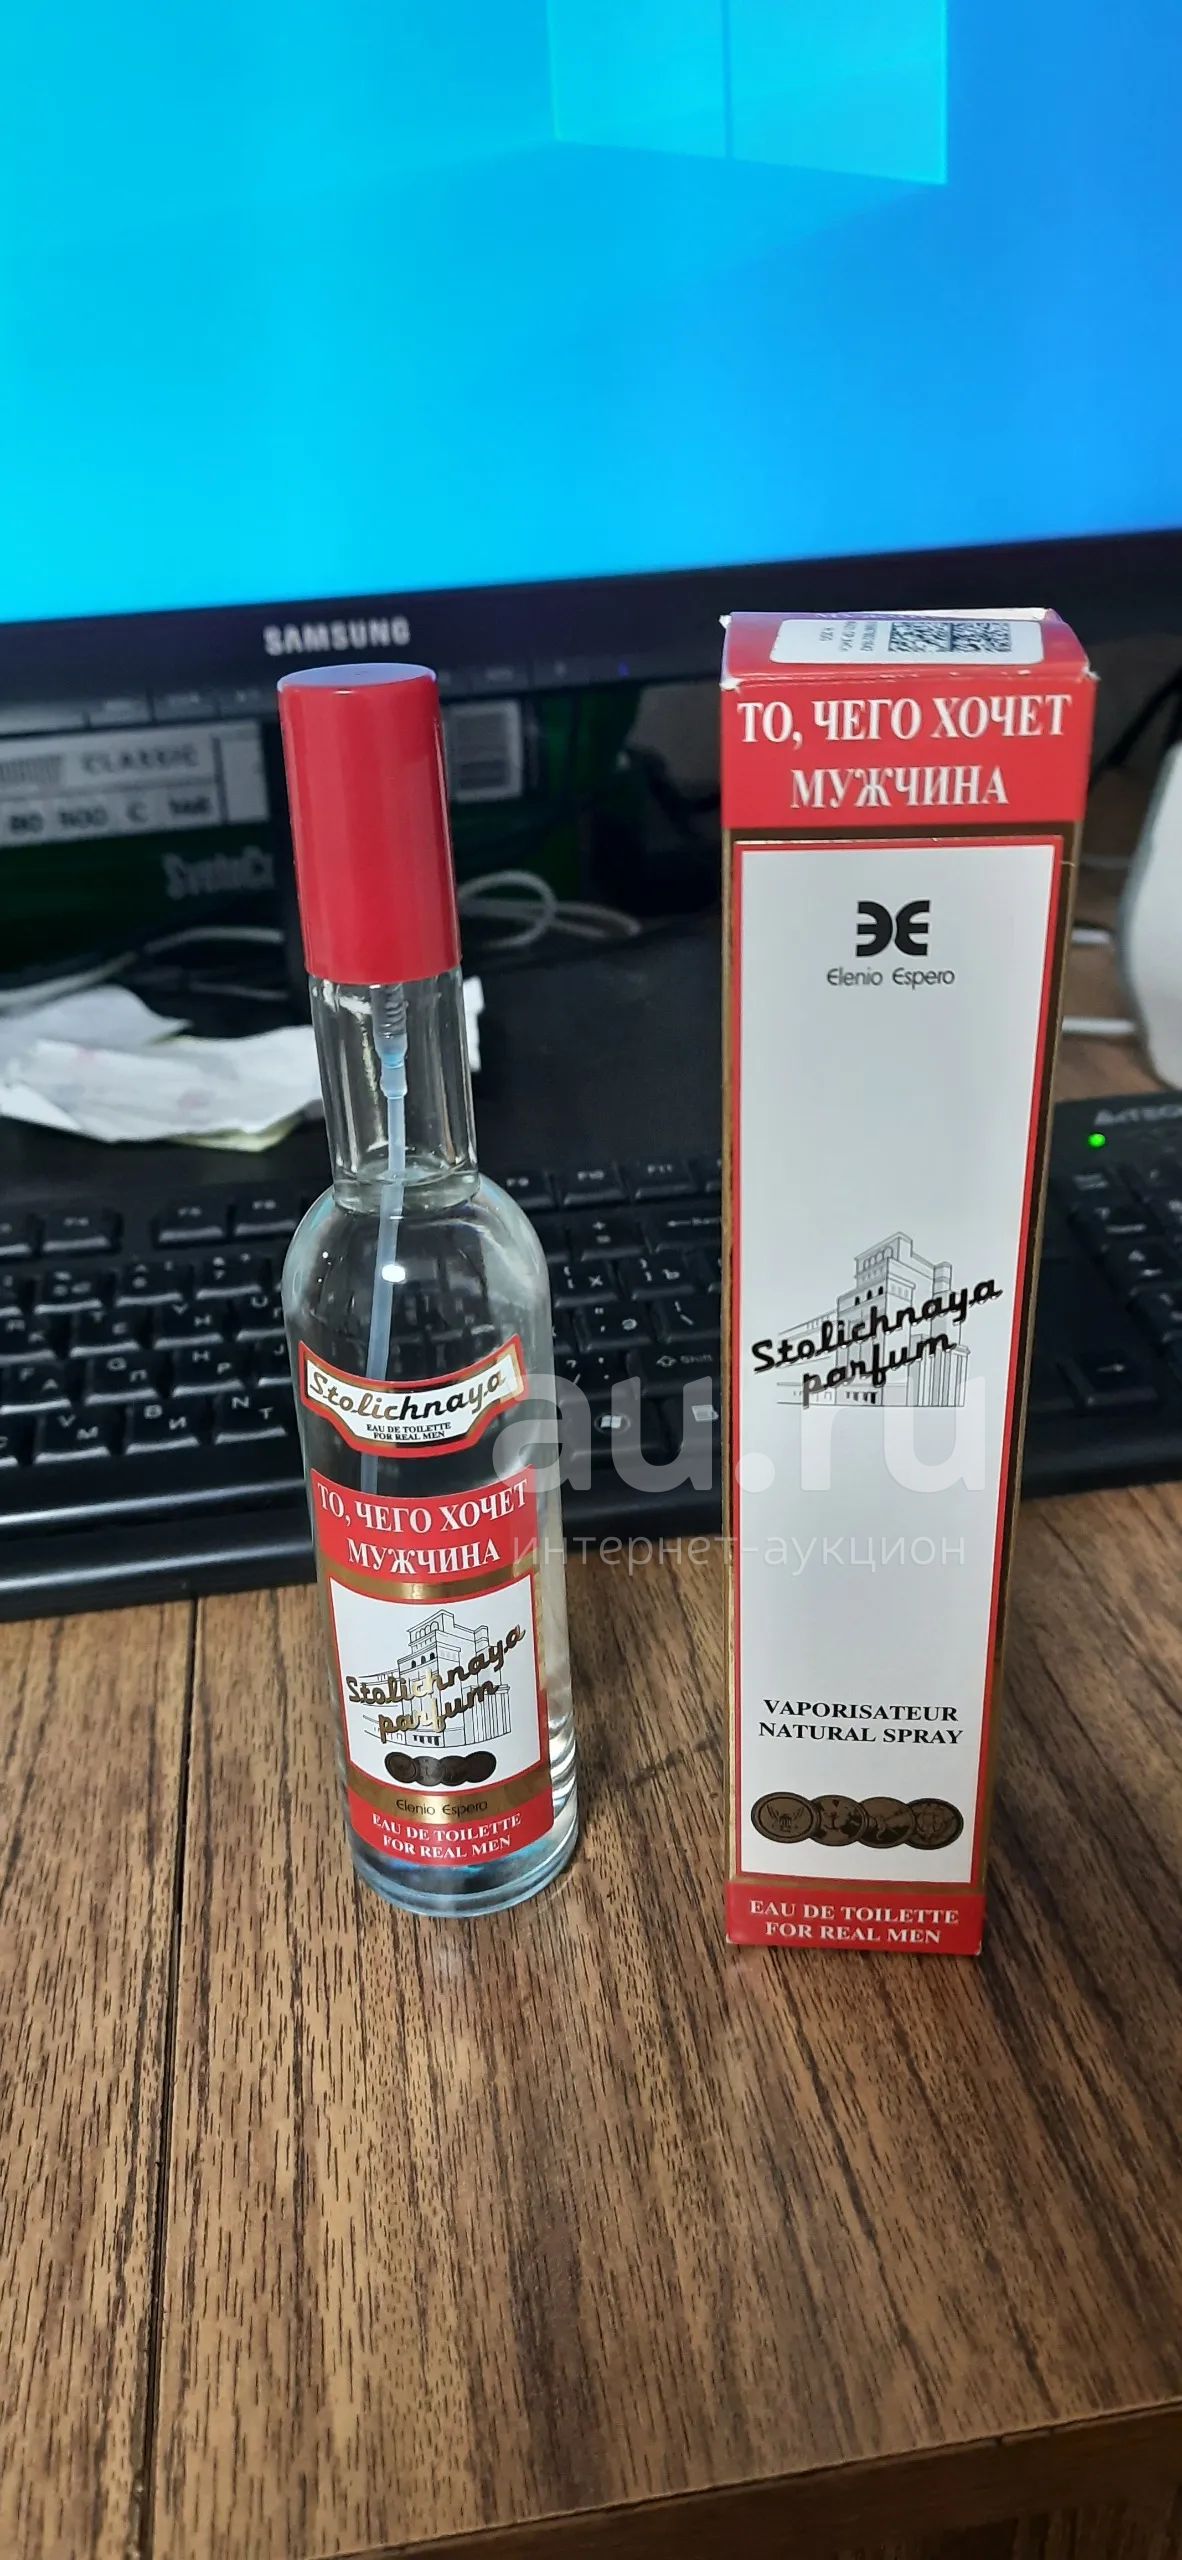 SAMSUNG
CLASSIC
ТО, ЧЕГО ХОЧЕТ
МУЖЧИНА
ЭЕ
Elenio Espero
Stolichnaya
parfum
VAPORISATEUR
NATURAL SPRAY
EAU DE TOILETTE
FOR REAL MEN
Stolichnaya
EAU DE TOILETTE
FOR REAL MEN
ТО, ЧЕГО ХОЧЕТ
МУЖЧИНА
Stolichnaya
parfum
Elenio Espero
EAU DE TOILETTE
FOR REAL MEN
au.ru
интернет-аукцион